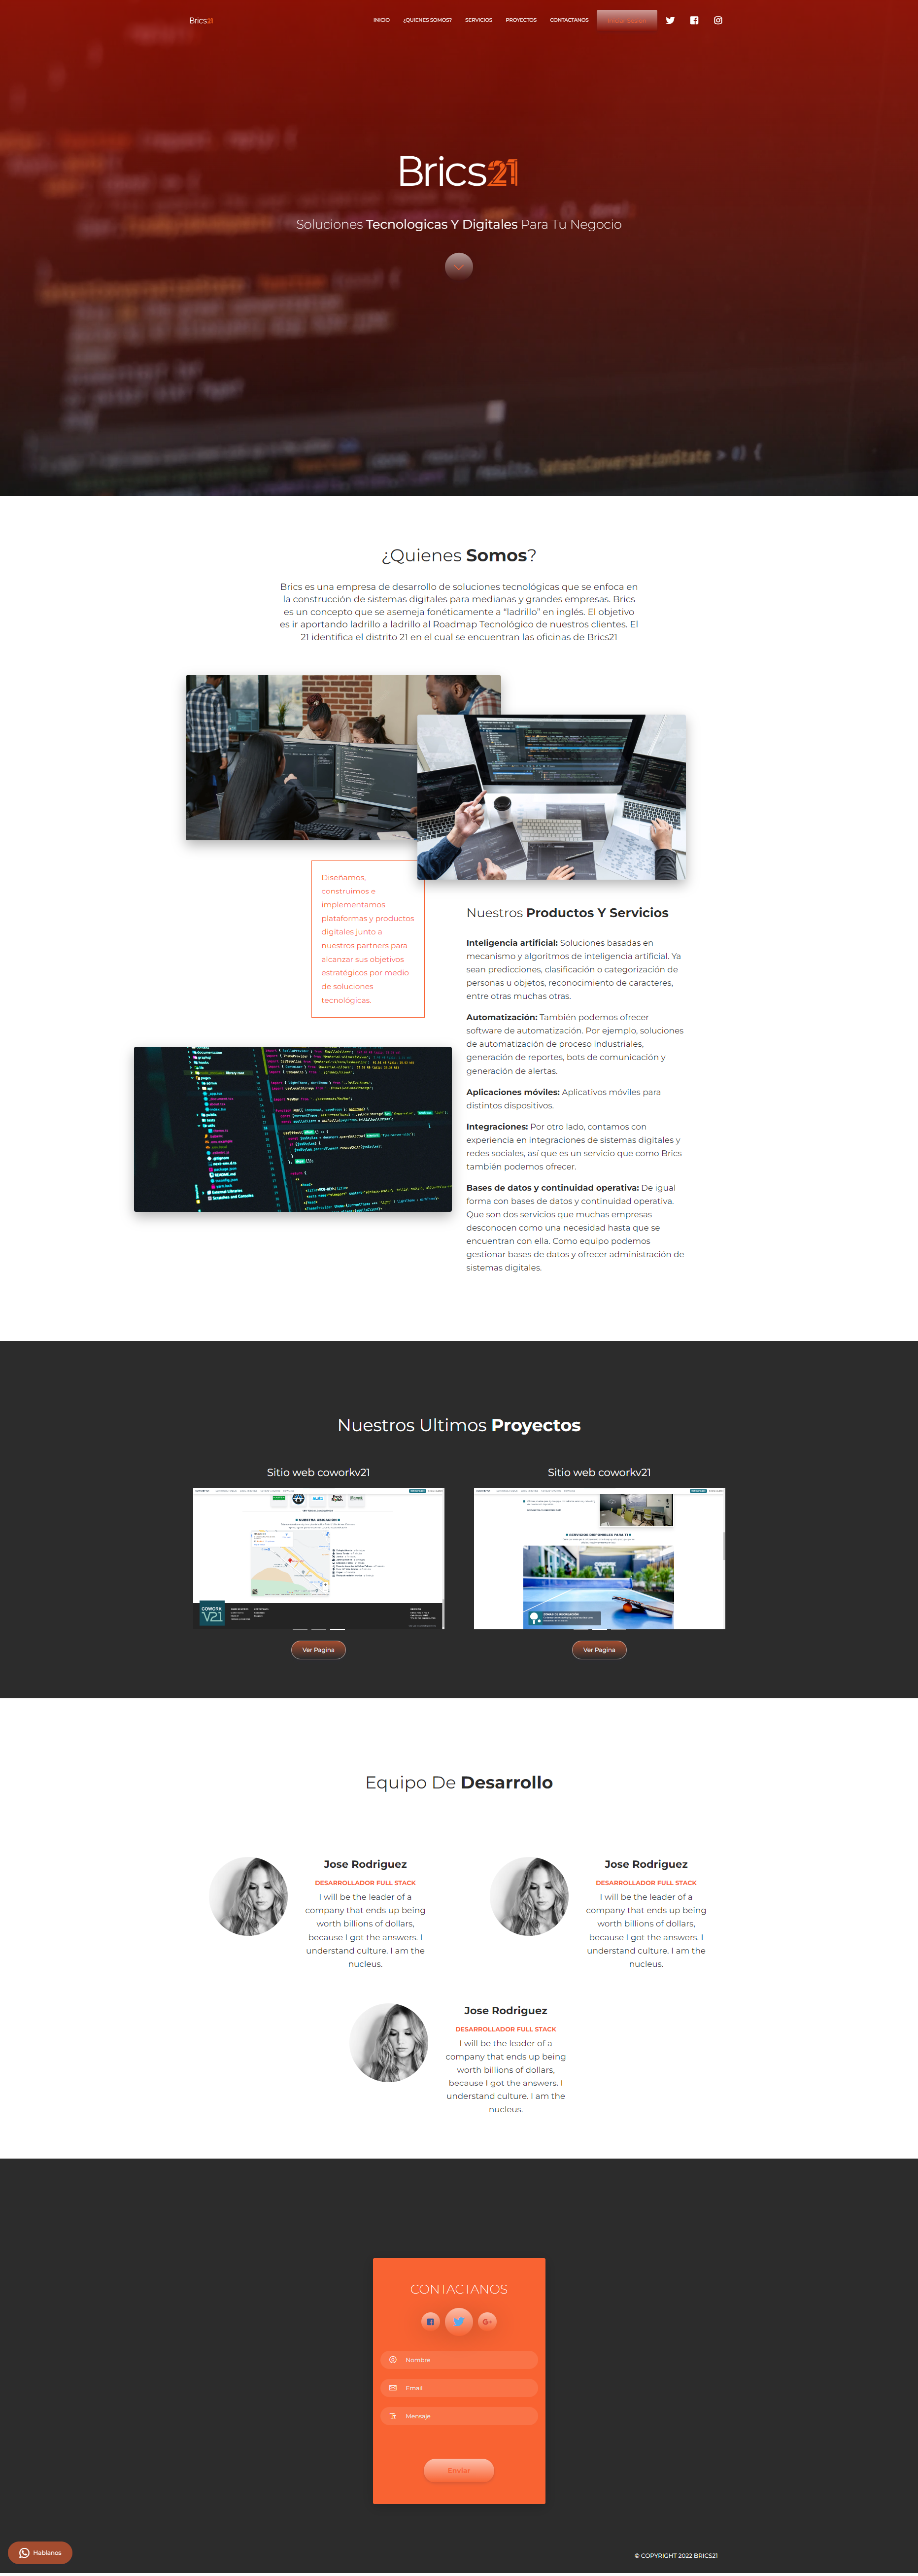 Brics21
INICIO
¿QUIENES SOMOS?
SERVICIOS
PROYECTOS
CONTACTANOS
Brics21
Soluciones Tecnologicas Y Digitales Para Tu Negocio
latestConversationState > 0) {
¿Quienes Somos?
Brics es una empresa de desarrollo de soluciones tecnológicas que se enfoca en
la construcción de sistemas digitales para medianas y grandes empresas. Brics
es un concepto que se asemeja fonéticamente a “ladrillo” en inglés. El objetivo
es ir aportando ladrillo a ladrillo al Roadmap Tecnológico de nuestros clientes. El
21 identifica el distrito 21 en el cual se encuentran las oficinas de Brics21
Diseñamos,
construimos e
implementamos
plataformas y productos
digitales junto a
nuestros partners para
alcanzar sus objetivos
estratégicos por medio
de soluciones
tecnológicas.
Nuestros Productos Y Servicios
Inteligencia artificial: Soluciones basadas en
mecanismo y algoritmos de inteligencia artificial. Ya
sean predicciones, clasificación o categorización de
personas u objetos, reconocimiento de caracteres,
entre otras muchas otras.
Automatización: También podemos ofrecer
software de automatización. Por ejemplo, soluciones
de automatización de proceso industriales,
generación de reportes, bots de comunicación y
generación de alertas.
Aplicaciones móviles: Aplicativos móviles para
distintos dispositivos.
Integraciones: Por otro lado, contamos con
experiencia en integraciones de sistemas digitales y
redes sociales, así que es un servicio que como Brics
también podemos ofrecer.
Bases de datos y continuidad operativa: De igual
forma con bases de datos y continuidad operativa.
Que son dos servicios que muchas empresas
desconocen como una necesidad hasta que se
encuentran con ella. Como equipo podemos
gestionar bases de datos y ofrecer administración de
sistemas digitales.
Nuestros Ultimos Proyectos
Sitio web coworkv21
NUESTRA UBICACION
COWORK
V21
Ver Pagina
Sitio web coworkv21
SERVICIOS DISPONIBLES PARA TI
COWORK
V21
Ver Pagina
Equipo De Desarrollo
Jose Rodriguez
DESARROLLADOR FULL STACK
I will be the leader of a
company that ends up being
worth billions of dollars,
because I got the answers. I
understand culture. I am the
nucleus.
Jose Rodriguez
DESARROLLADOR FULL STACK
I will be the leader of a
company that ends up being
worth billions of dollars,
because I got the answers. I
understand culture. I am the
nucleus.
Jose Rodriguez
DESARROLLADOR FULL STACK
I will be the leader of a
company that ends up being
worth billions of dollars,
because I got the answers. I
understand culture. I am the
nucleus.
CONTACTANOS
Nombre
Email
Mensaje
Enviar
Hablanos
© COPYRIGHT 2022 BRICS21